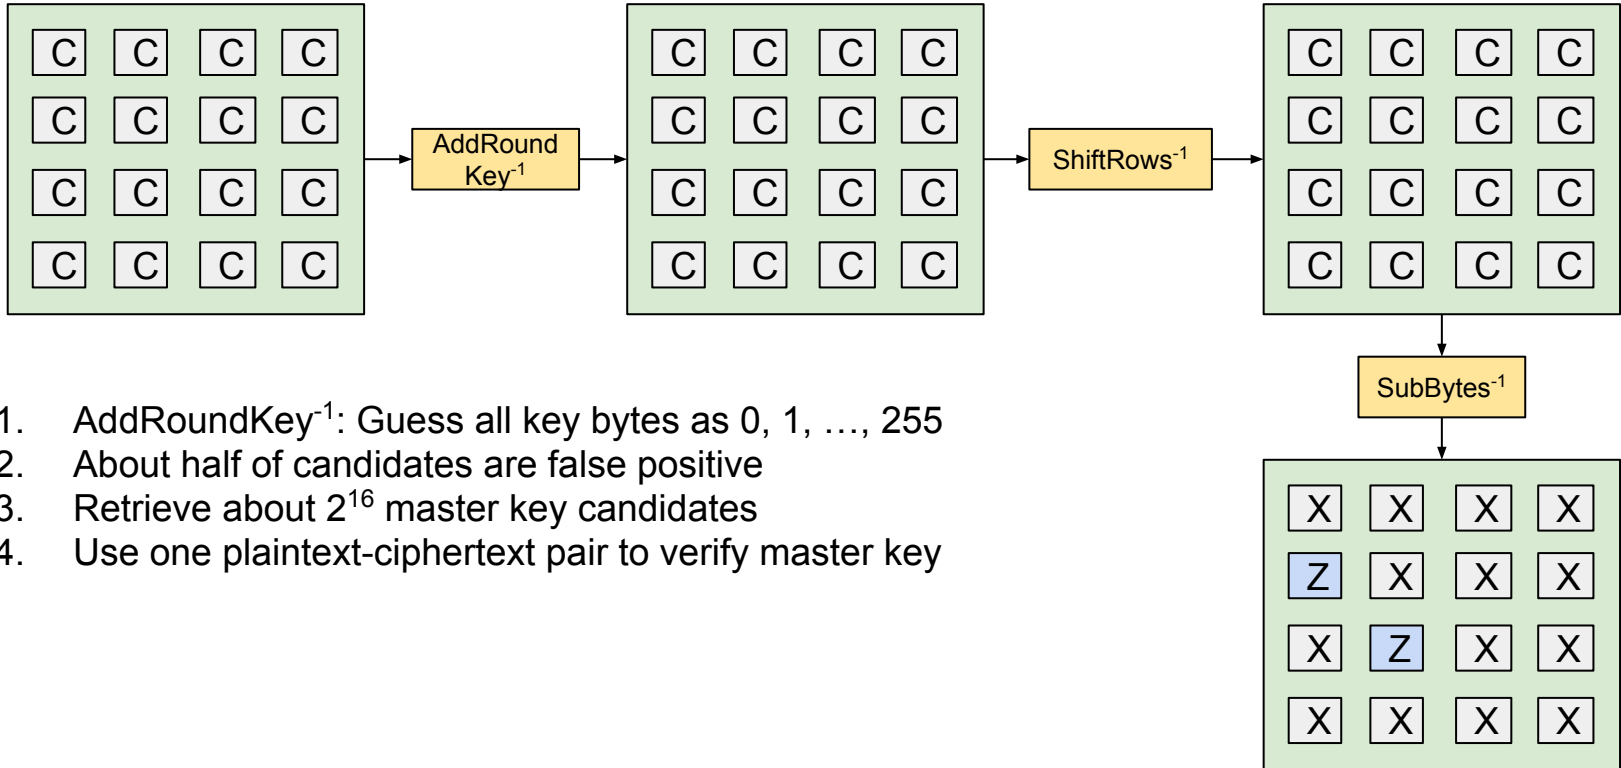 C C C C C C C C C C C C
C C C C C C C C C C C C
AddRound
Key-1
ShiftRows-1
C C C C C C C C C C C C
C C C C C C C C C C C C
SubBytes-1
1. AddRoundKey-1: Guess all key bytes as 0, 1, …, 255
2. About half of candidates are false positive
3. Retrieve about 2^16 master key candidates
4. Use one plaintext-ciphertext pair to verify master key
X X X X
Z X X X
X Z X X
X X X X